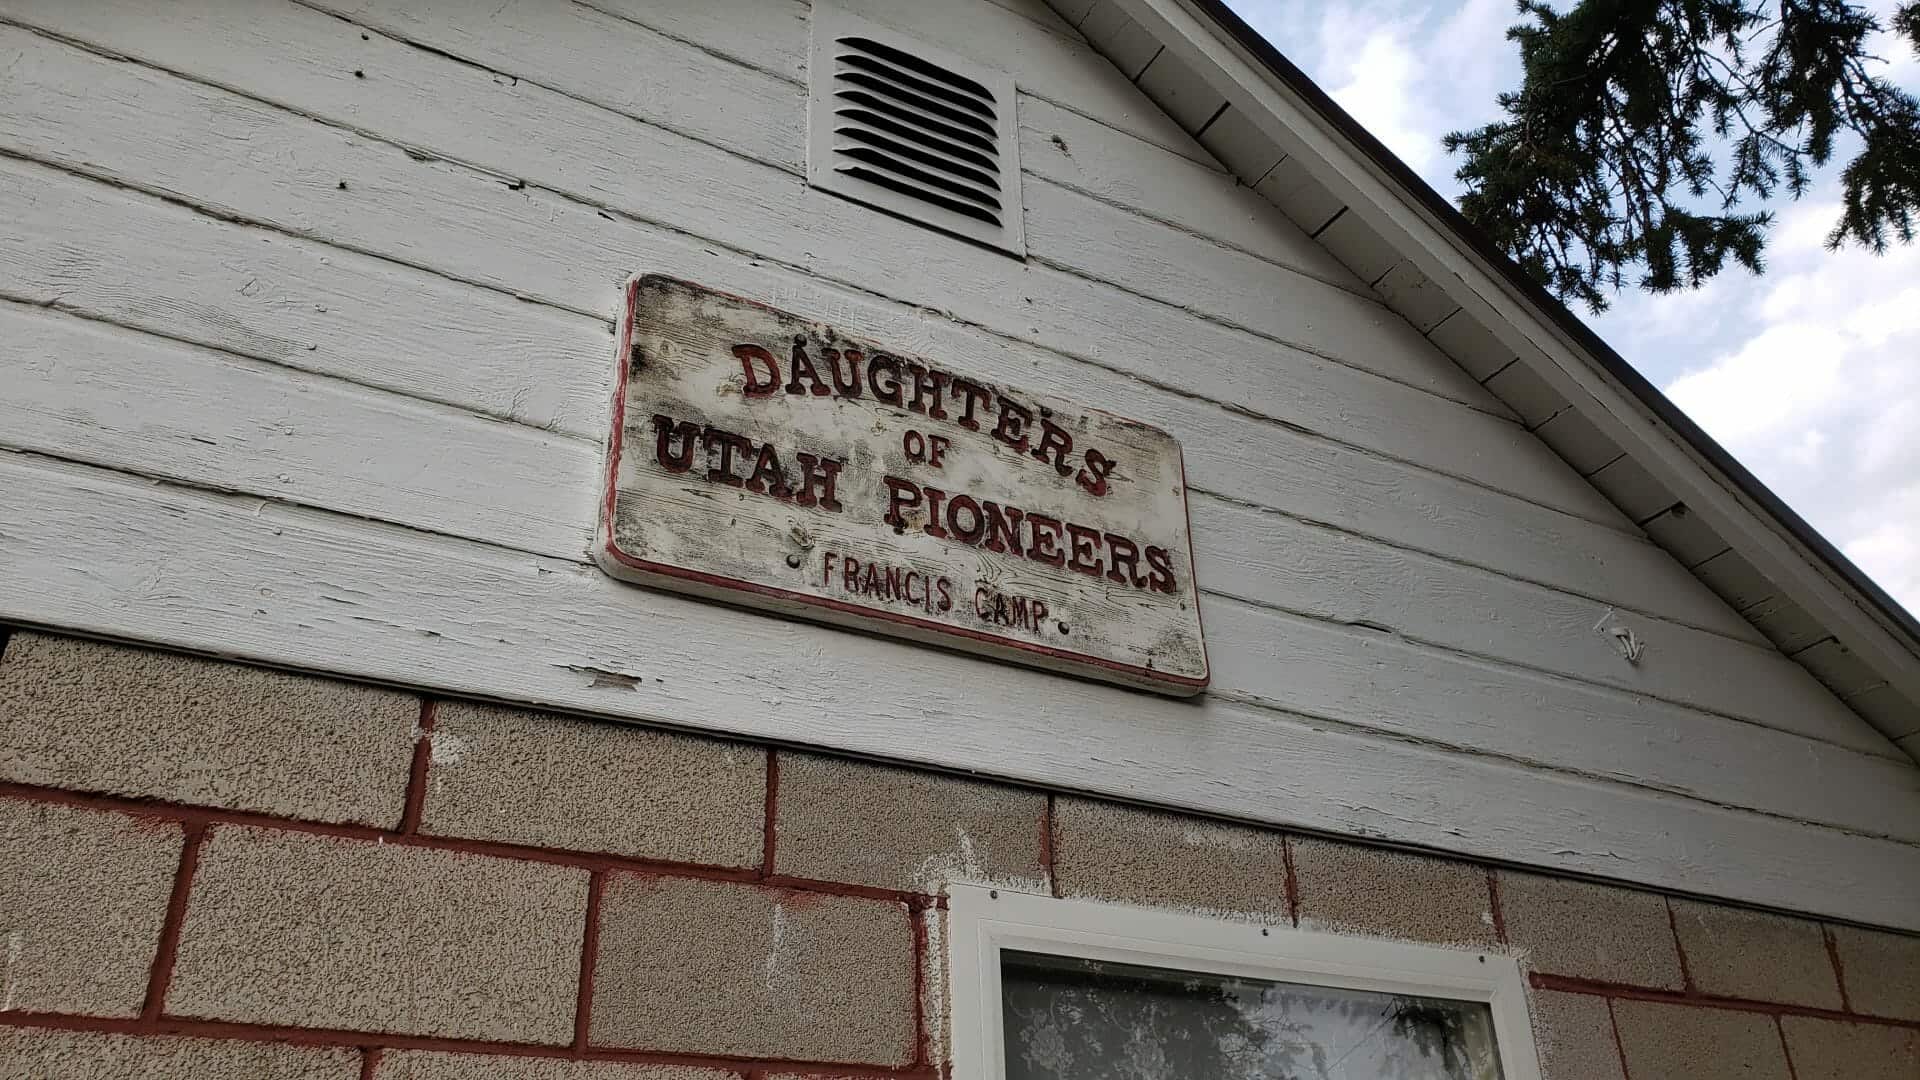 DAUGHTERS
OF
UTAH PIONEERS
• FRANCIS CAMP •